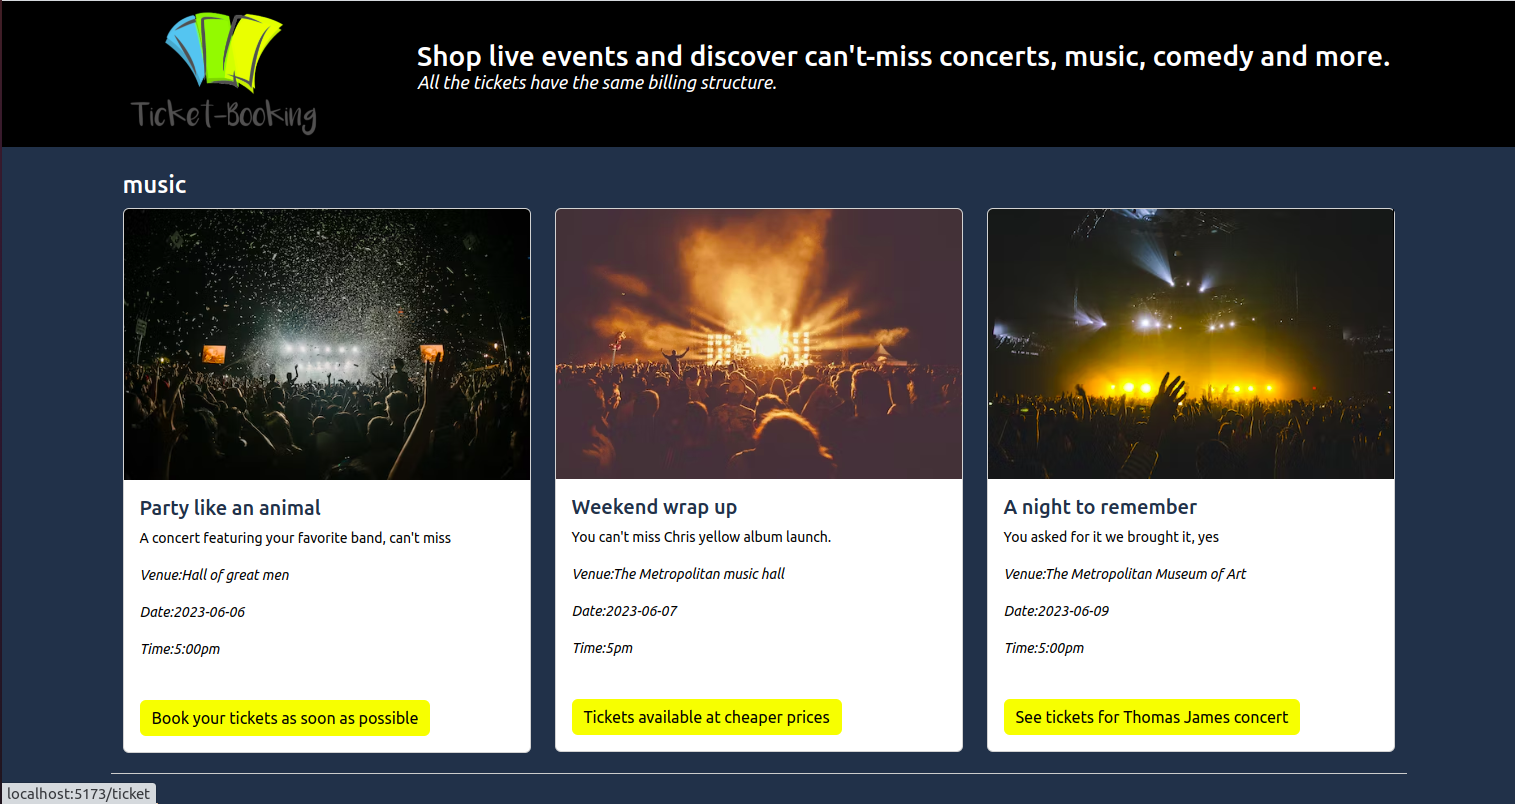 Ticket-Booking
Shop live events and discover can't-miss concerts, music, comedy and more.
All the tickets have the same billing structure.
music
Party like an animal
A concert featuring your favorite band, can't miss
Venue:Hall of great men
Date:2023-06-06
Time:5:00pm
Book your tickets as soon as possible
Weekend wrap up
You can't miss Chris yellow album launch.
Venue:The Metropolitan music hall
Date:2023-06-07
Time:5pm
Tickets available at cheaper prices
A night to remember
You asked for it we brought it, yes
Venue:The Metropolitan Museum of Art
Date:2023-06-09
Time:5:00pm
See tickets for Thomas James concert
localhost:5173/ticket